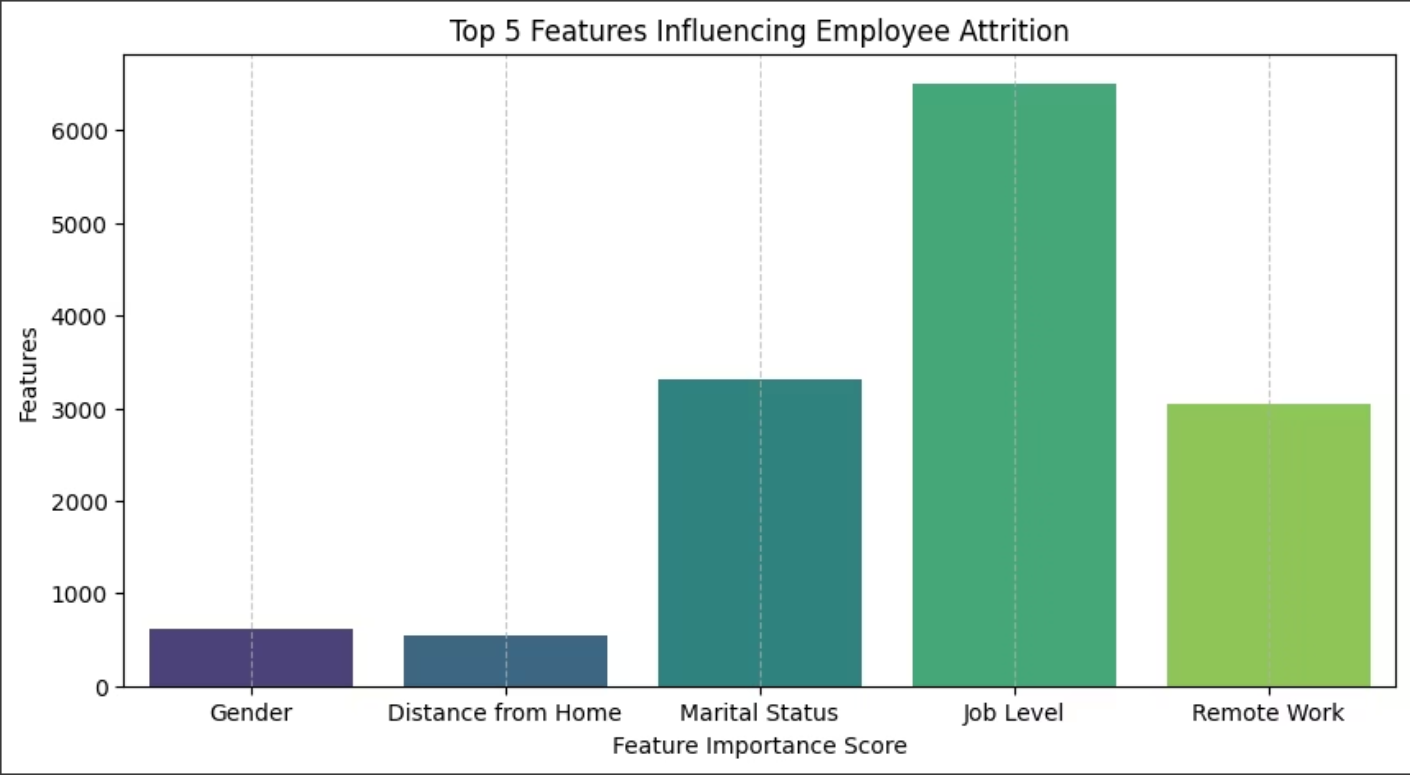 Top 5 Features Influencing Employee Attrition
Features
6000
5000
4000
3000
2000
1000
0
Gender Distance from Home Marital Status Job Level Remote Work
Feature Importance Score